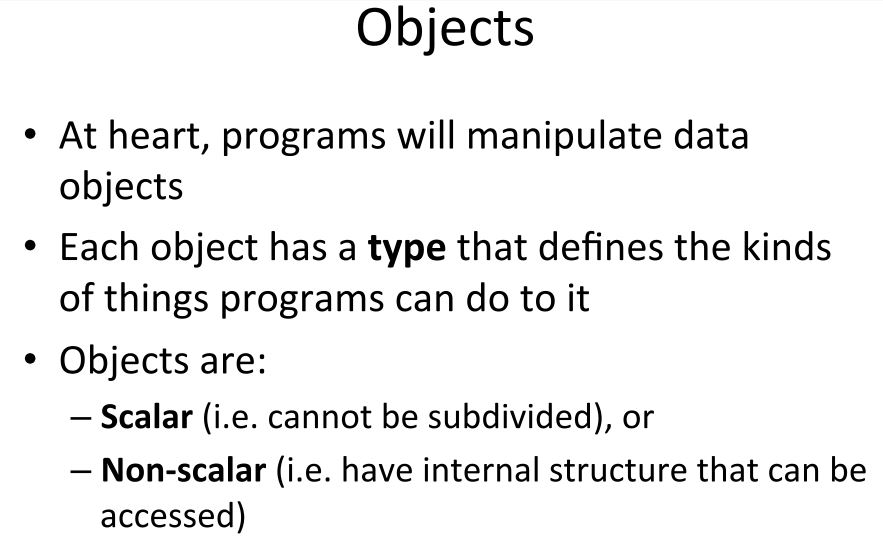 Objects
• At heart, programs will manipulate data
objects
• Each object has a type that defines the kinds
of things programs can do to it
• Objects are:
– Scalar (i.e. cannot be subdivided), or
– Non-scalar (i.e. have internal structure that can be
accessed)